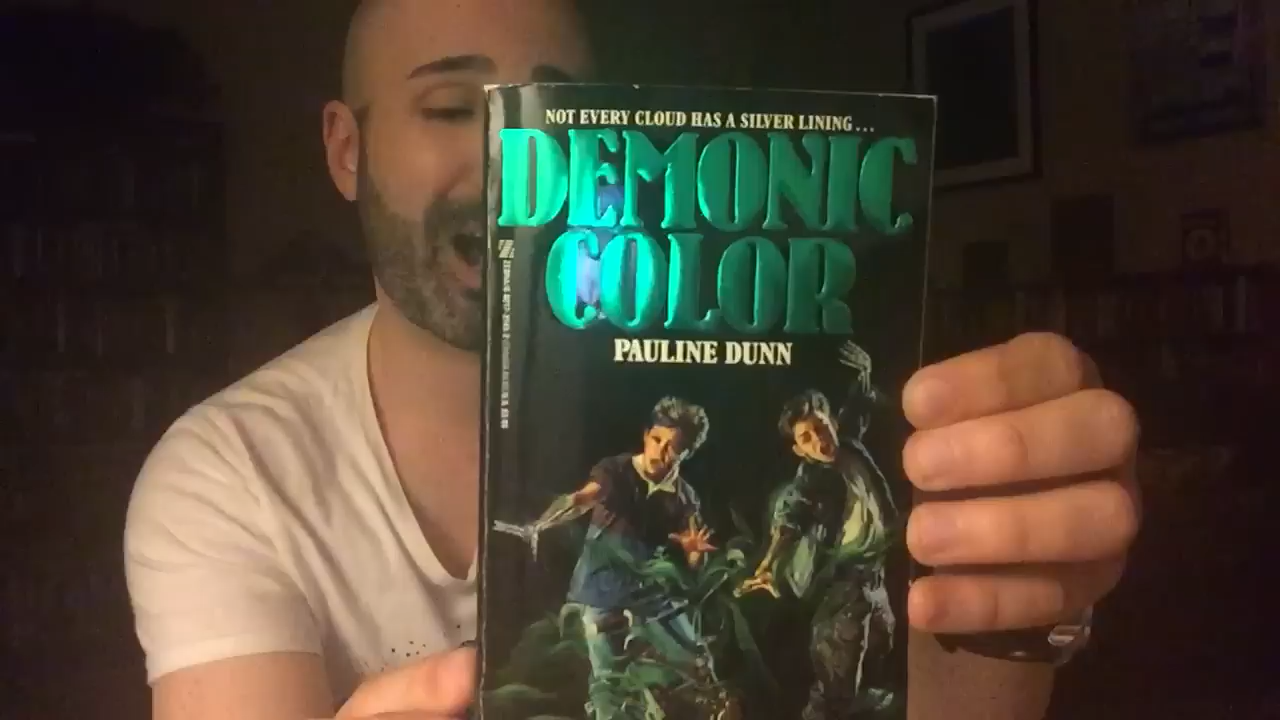 NOT EVERY CLOUD HAS A SILVER LINING...
DEMONIC
COLOR
PAULINE DUNN